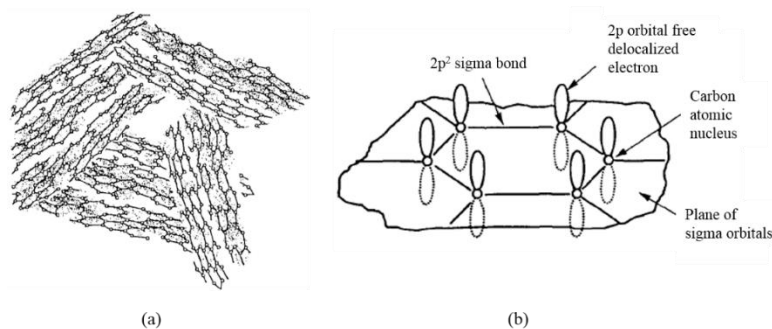 2p orbital free
delocalized
electron
2p² sigma bond
Carbon
atomic
nucleus
Plane of
sigma orbitals
(a)
(b)